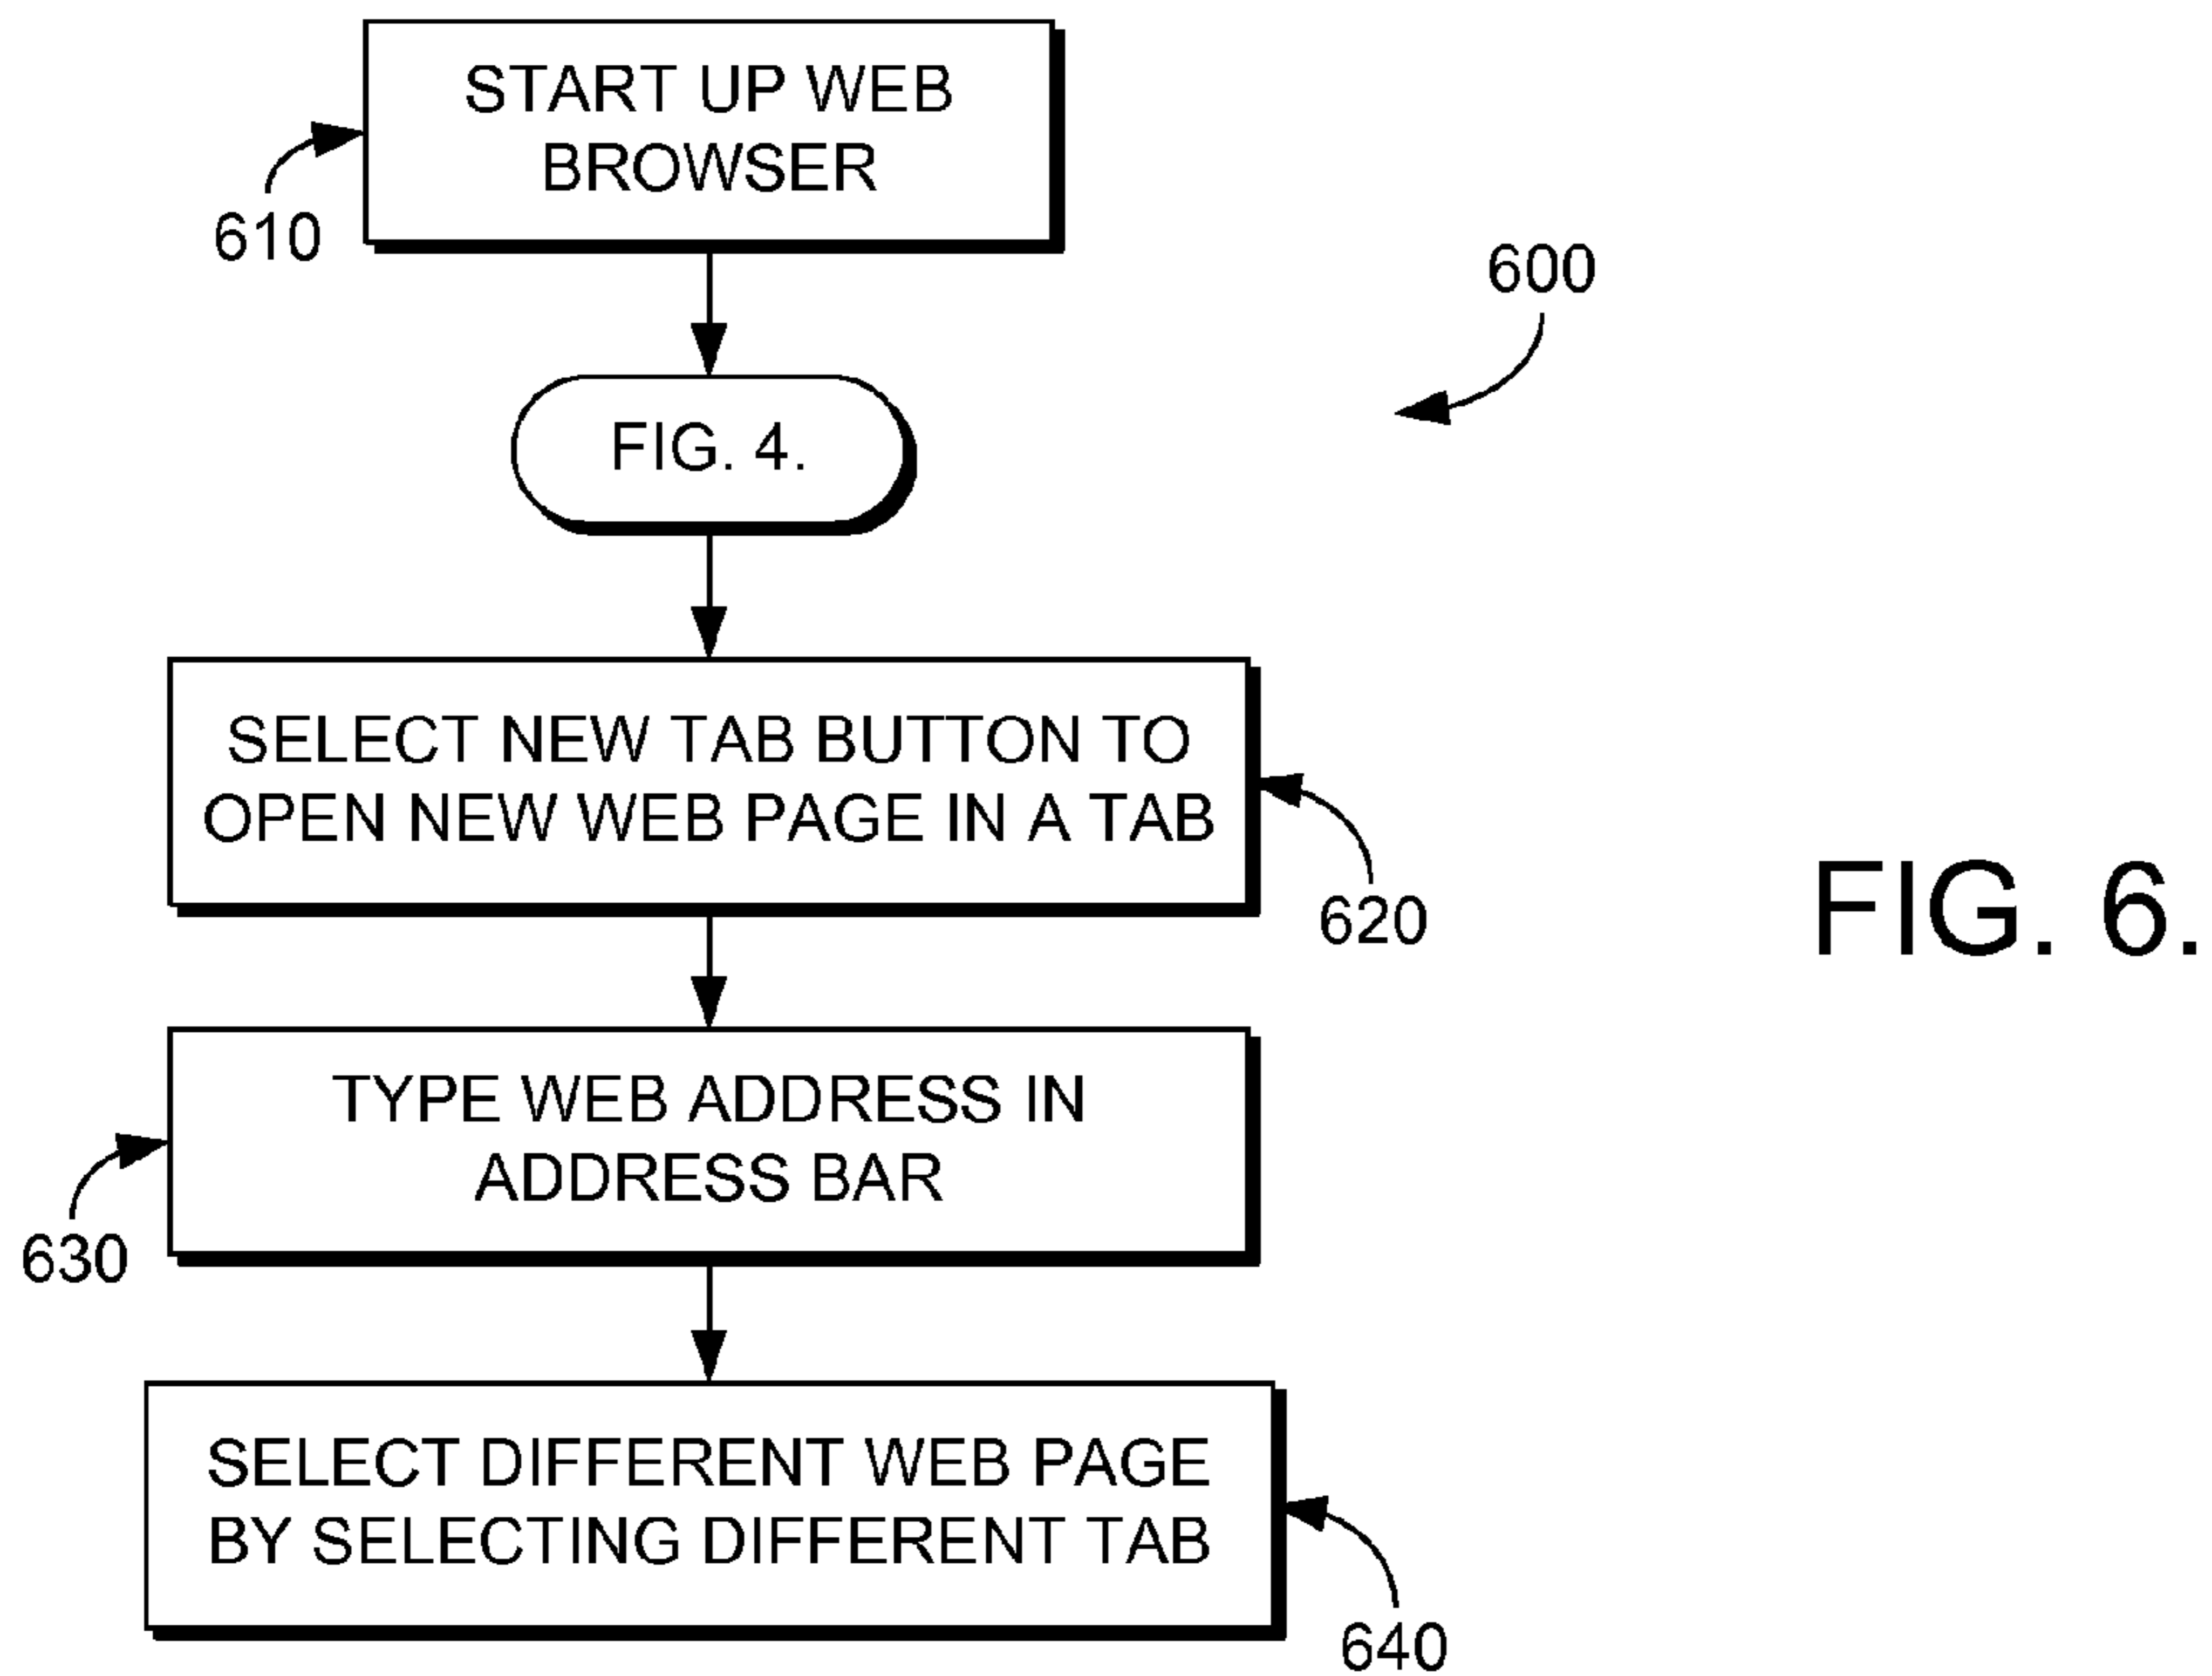 START UP WEB
BROWSER
610
600
FIG. 4.
SELECT NEW TAB BUTTON TO
OPEN NEW WEB PAGE IN A TAB
620
FIG. 6.
TYPE WEB ADDRESS IN
ADDRESS BAR
630
SELECT DIFFERENT WEB PAGE
BY SELECTING DIFFERENT TAB
640